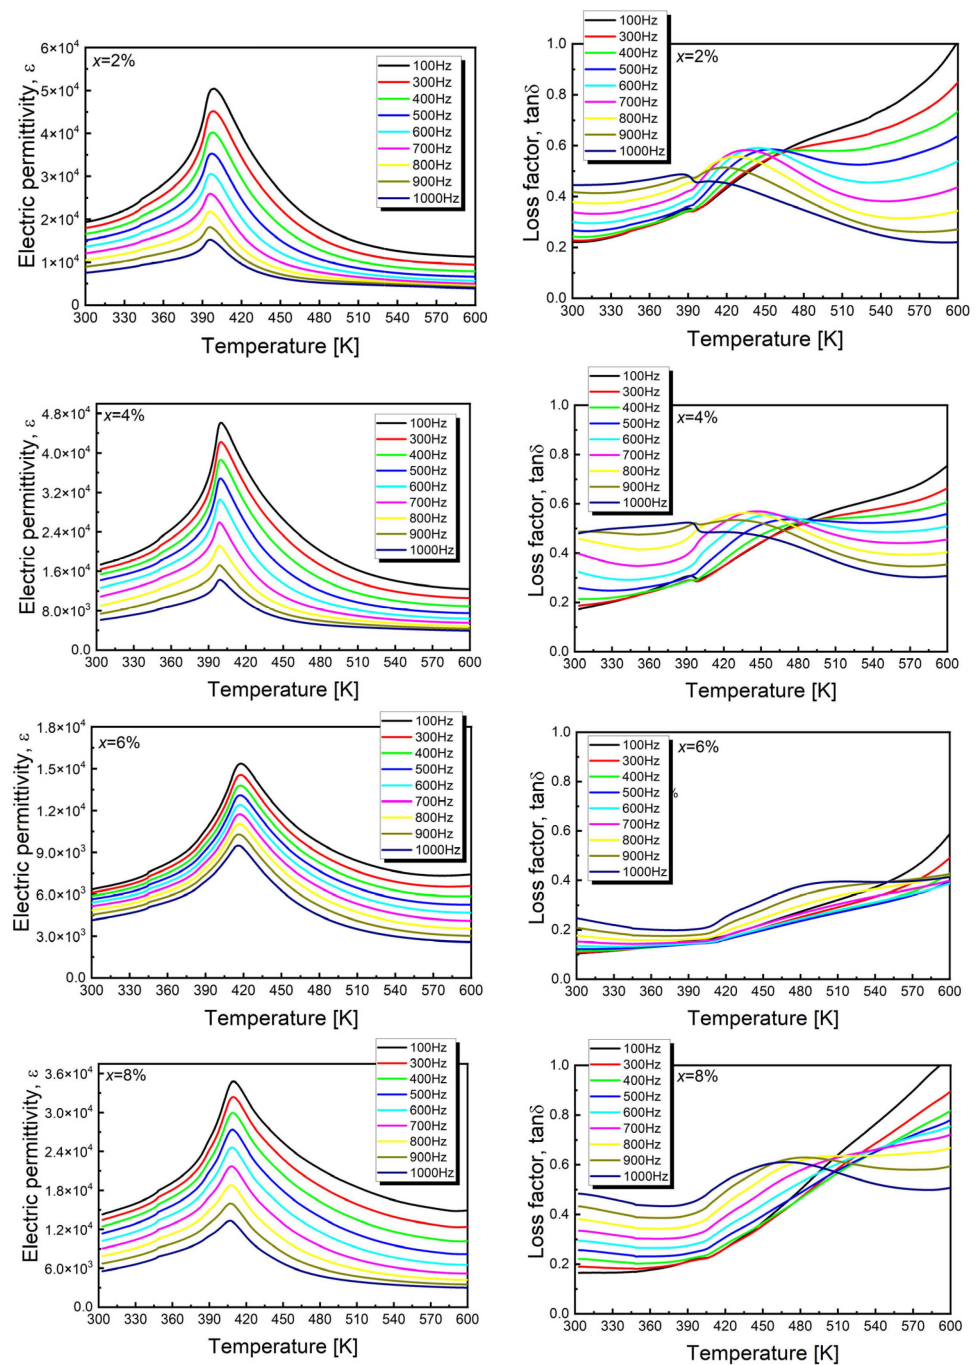 x=2%
Electric permittivity, ε
6×10⁴
5×10⁴
4×10⁴
3×10⁴
2×10⁴
1×10⁴
0
300 330 360 390 420 450 480 510 540 570 600
Temperature [K]
100Hz
300Hz
400Hz
500Hz
600Hz
700Hz
800Hz
900Hz
1000Hz
x=2%
Loss factor, tanδ
1.0
0.8
0.6
0.4
0.2
0.0
300 330 360 390 420 450 480 510 540 570 600
Temperature [K]
100Hz
300Hz
400Hz
500Hz
600Hz
700Hz
800Hz
900Hz
1000Hz
x=4%
Electric permittivity, ε
4.8×10⁴
4.0×10⁴
3.2×10⁴
2.4×10⁴
1.6×10⁴
8.0×10³
0.0
300 330 360 390 420 450 480 510 540 570 600
Temperature [K]
100Hz
300Hz
400Hz
500Hz
600Hz
700Hz
800Hz
900Hz
1000Hz
x=4%
Loss factor, tanδ
1.0
0.8
0.6
0.4
0.2
0.0
300 330 360 390 420 450 480 510 540 570 600
Temperature [K]
100Hz
300Hz
400Hz
500Hz
600Hz
700Hz
800Hz
900Hz
1000Hz
x=6%
Electric permittivity, ε
1.8×10⁴
1.5×10⁴
1.2×10⁴
9.0×10³
6.0×10³
3.0×10³
0.0
300 330 360 390 420 450 480 510 540 570 600
Temperature [K]
100Hz
300Hz
400Hz
500Hz
600Hz
700Hz
800Hz
900Hz
1000Hz
x=6%
%
Loss factor, tanδ
1.0
0.8
0.6
0.4
0.2
0.0
300 330 360 390 420 450 480 510 540 570 600
Temperature [K]
100Hz
300Hz
400Hz
500Hz
600Hz
700Hz
800Hz
900Hz
1000Hz
x=8%
Electric permittivity, ε
3.6×10⁴
3.0×10⁴
2.4×10⁴
1.8×10⁴
1.2×10⁴
6.0×10³
0.0
300 330 360 390 420 450 480 510 540 570 600
Temperature [K]
100Hz
300Hz
400Hz
500Hz
600Hz
700Hz
800Hz
900Hz
1000Hz
x=8%
Loss factor, tanδ
1.0
0.8
0.6
0.4
0.2
0.0
300 330 360 390 420 450 480 510 540 570 600
Temperature [K]
100Hz
300Hz
400Hz
500Hz
600Hz
700Hz
800Hz
900Hz
1000Hz